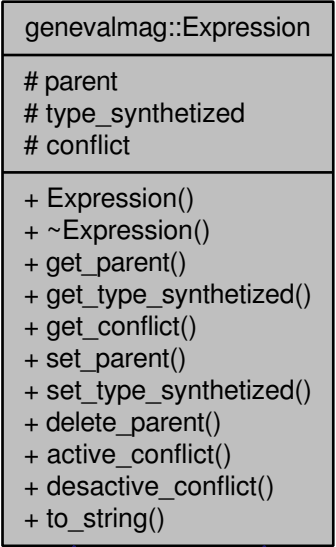 genevalmag::Expression
# parent
# type_synthetized
# conflict
+ Expression()
+ ~Expression()
+ get_parent()
+ get_type_synthetized()
+ get_conflict()
+ set_parent()
+ set_type_synthetized()
+ delete_parent()
+ active_conflict()
+ desactive_conflict()
+ to_string()